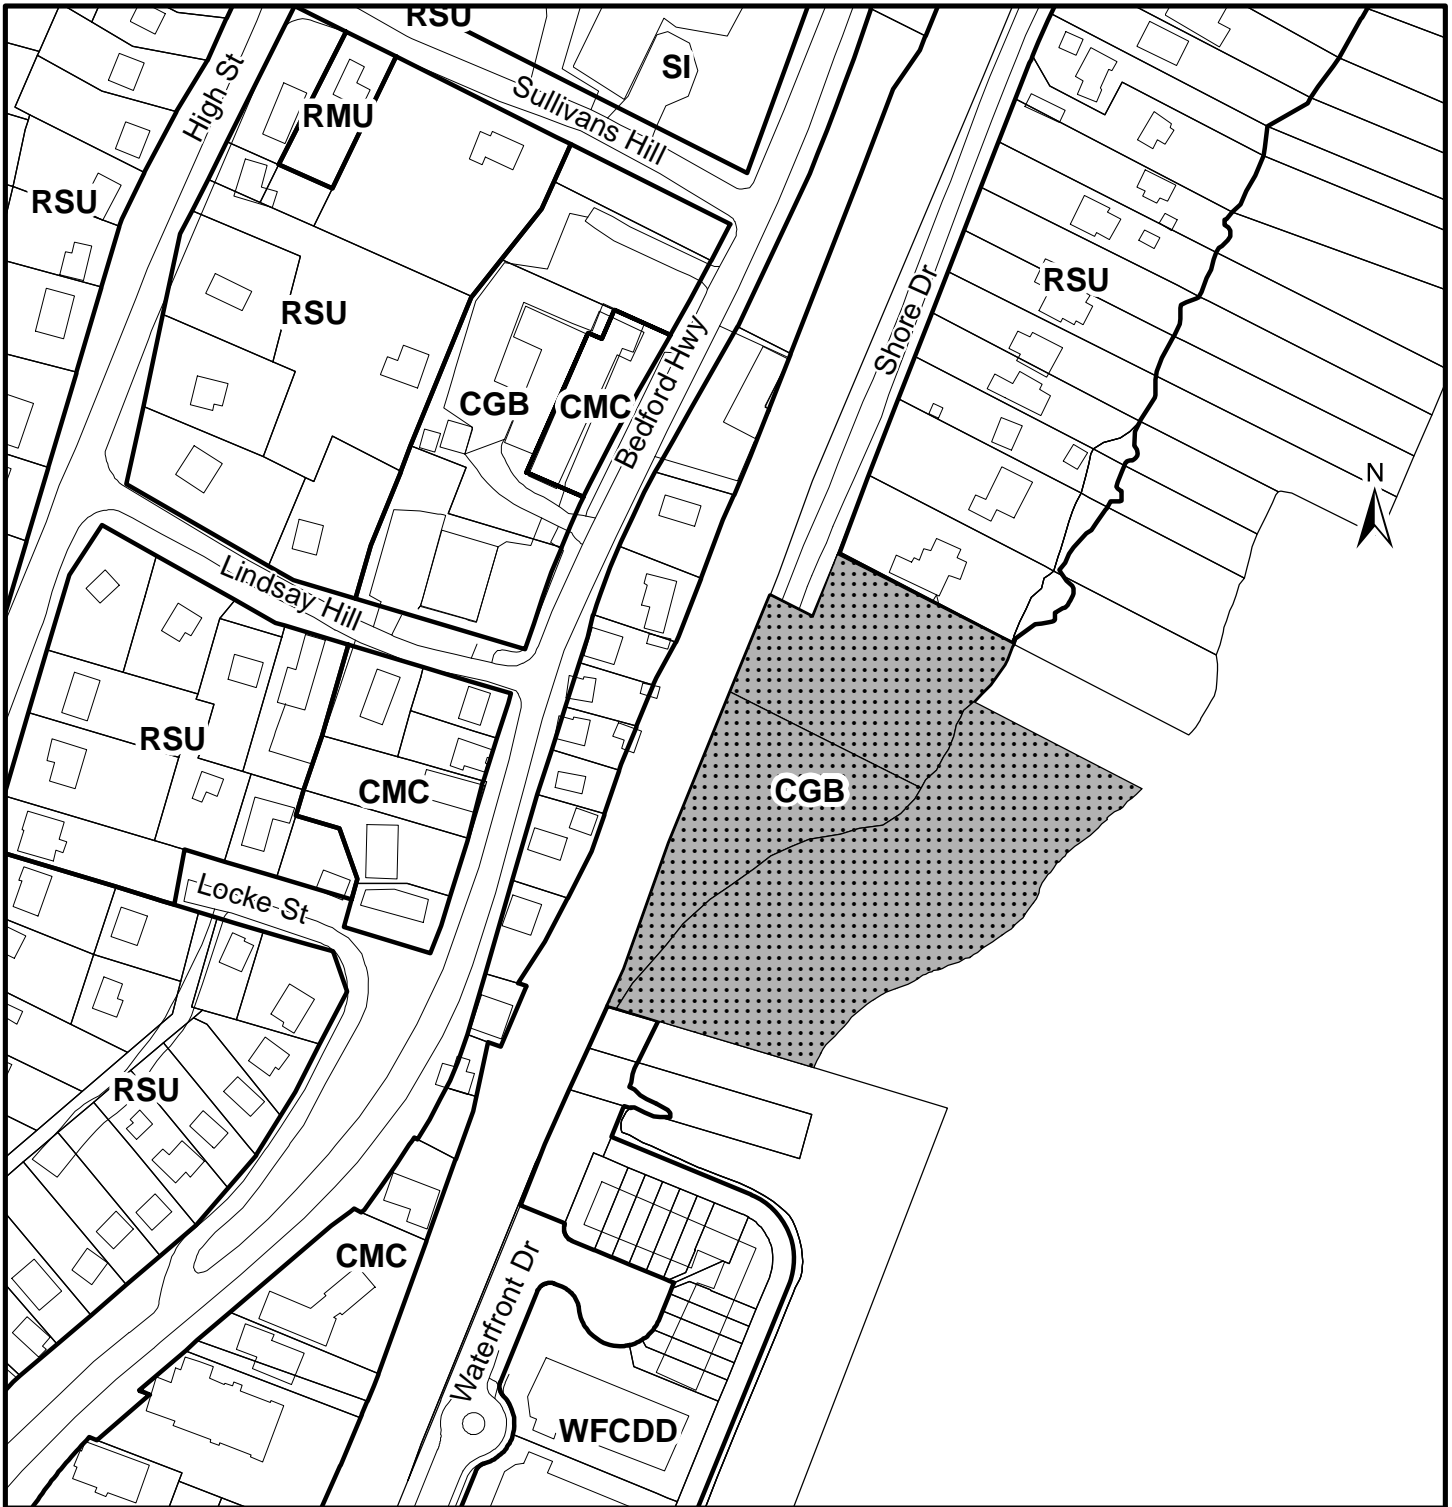 RSU
SI
High St
Sullivans Hill
RMU
RSU
RSU
RSU
Shore Dr
CGB
CMC
Bedford Hwy
N
Lindsay Hill
RSU
CMC
CGB
Locke St
RSU
CMC
Waterfront Dr
WFCDD